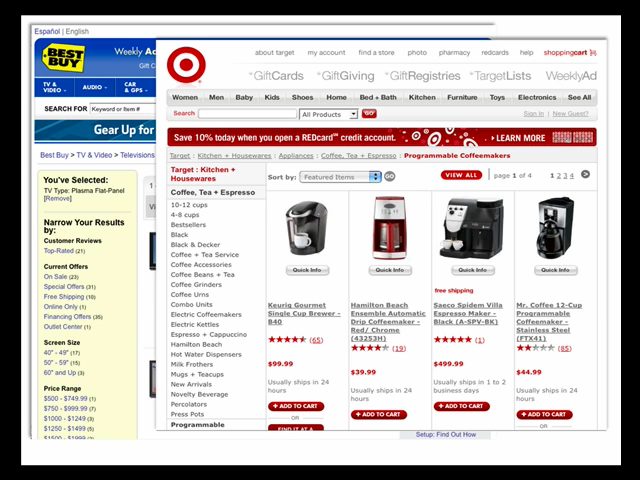 Español | English
BEST BUY
Weekly Ad
Gift C
TV & VIDEO
AUDIO
CAR & GPS
SEARCH FOR
Keyword or Item #
Gear Up for
Best Buy > TV & Video > Televisions
You've Selected:
TV Type: Plasma Flat-Panel
[Remove]
Narrow Your Results by:
Customer Reviews
Top-Rated (21)
Current Offers
On Sale (23)
Special Offers (31)
Free Shipping (10)
Online Only (1)
Financing Offers (35)
Outlet Center (1)
Screen Size
40" - 49" (17)
50" - 59" (15)
60" and Up (3)
Price Range
$500 - $749.99 (1)
$750 - $999.99 (7)
$1000 - $1249 (3)
$1250 - $1499 (5)
about target
my account
find a store
photo
pharmacy
redcards
help
shoppingcart
GiftCards
GiftGiving
GiftRegistries
TargetLists
WeeklyAd
Women
Men
Baby
Kids
Shoes
Home
Bed + Bath
Kitchen
Furniture
Toys
Electronics
See All
Search
All Products
GO
Sign In | New Guest?
Save 10% today when you open a REDcard℠ credit account.
LEARN MORE
Target : Kitchen + Housewares : Appliances : Coffee, Tea + Espresso : Programmable Coffeemakers
Target : Kitchen + Housewares
Coffee, Tea + Espresso
10-12 cups
4-8 cups
Bestsellers
Black
Black & Decker
Coffee + Tea Service
Coffee Accessories
Coffee Beans + Tea
Coffee Grinders
Coffee Urns
Combo Units
Electric Coffeemakers
Electric Kettles
Espresso + Cappuccino
Hamilton Beach
Hot Water Dispensers
Milk Frothers
Mugs + Teacups
New Arrivals
Novelty Beverage
Percolators
Press Pots
Programmable
Sort by:
Featured Items
GO
VIEW ALL
page 1 of 4
1 2 3 4
Quick Info
Keurig Gourmet
Single Cup Brewer -
B40
(65)
$99.99
Usually ships in 24
hours
+ ADD TO CART
OR
FIND IT AT A
Quick Info
Hamilton Beach
Ensemble Automatic
Drip Coffeemaker -
Red/ Chrome
(43253H)
(19)
$39.99
Usually ships in 24
hours
+ ADD TO CART
Quick Info
free shipping
Saeco Spidem Villa
Espresso Maker -
Black (A-SPV-BK)
(1)
$499.99
Usually ships in 1 to 2
business days
+ ADD TO CART
Quick Info
Mr. Coffee 12-Cup
Programmable
Coffeemaker -
Stainless Steel
(FTX41)
(85)
$44.99
Usually ships in 24
hours
+ ADD TO CART
OR
Setup: Find Out How